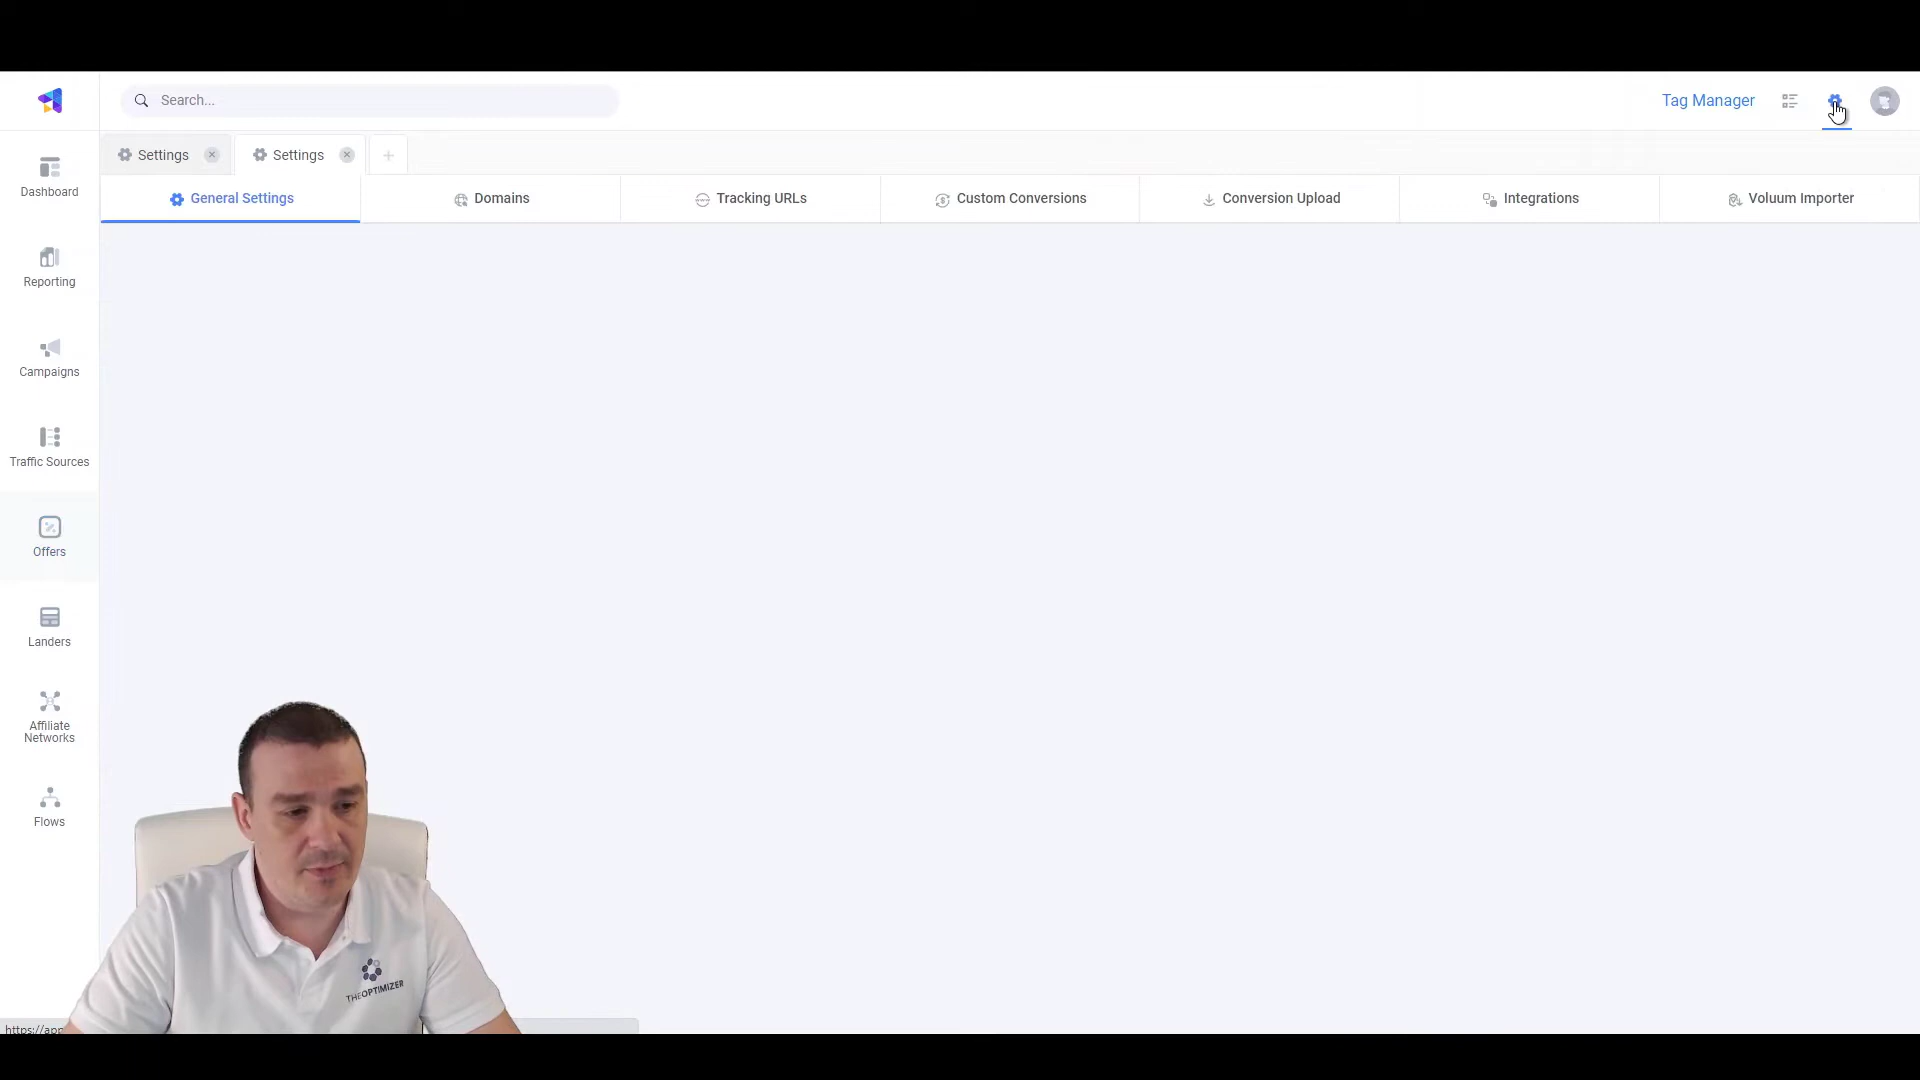 Search...
Tag Manager
Settings
Settings
General Settings
Domains
Tracking URLs
Custom Conversions
Conversion Upload
Integrations
Voluum Importer
Dashboard
Reporting
Campaigns
Traffic Sources
Offers
Landers
Affiliate
Networks
Flows
THEOPTIMIZER
https://app